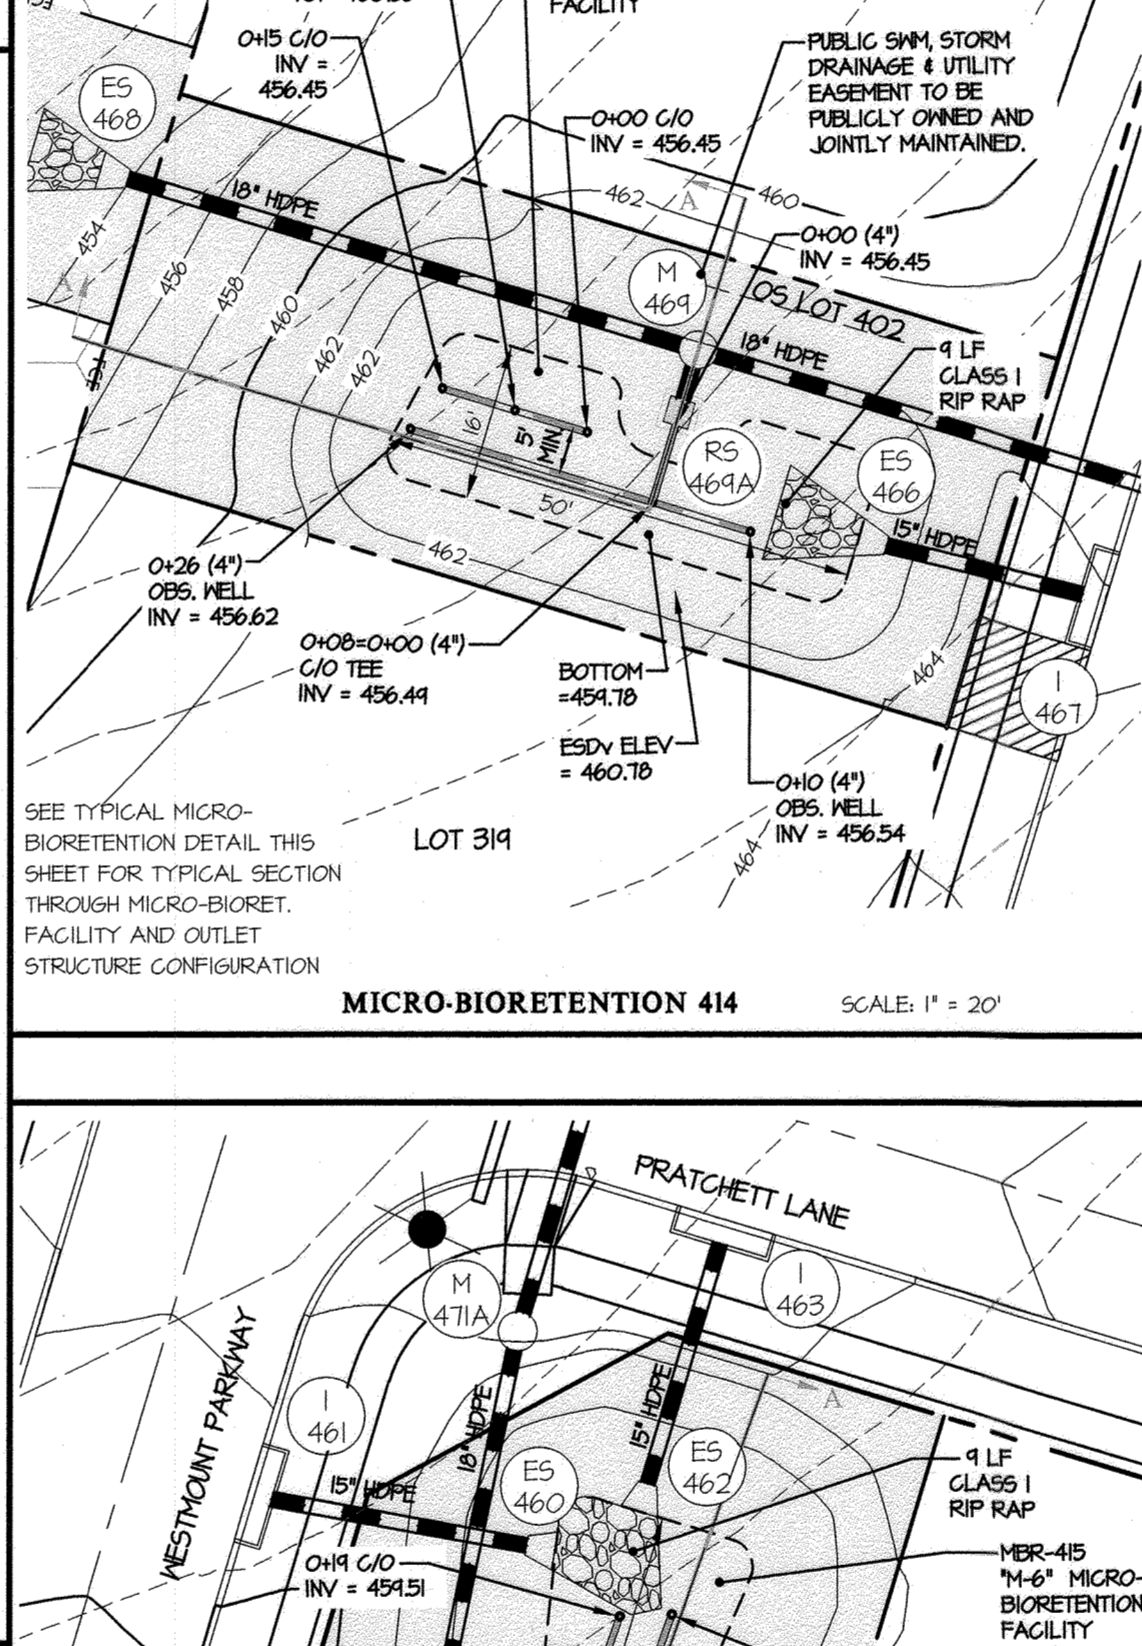 FACILITY
0+15 C/O
INV =
456.45
ES
468
0+00 C/O
INV = 456.45
PUBLIC SWM, STORM
DRAINAGE & UTILITY
EASEMENT TO BE
PUBLICLY OWNED AND
JOINTLY MAINTAINED.
18" HDPE
462
A
460
0+00 (4")
INV = 456.45
M
469
OS LOT 402
454
456
458
460
462
462
A
18" HDPE
9 LF
CLASS I
RIP RAP
16'
5'
MIN.
RS
469A
ES
466
50'
15" HDPE
462
0+26 (4")
OBS. WELL
INV = 456.62
0+08=0+00 (4")
C/O TEE
INV = 456.49
BOTTOM
=459.78
464
I
467
ESDv ELEV
= 460.78
0+10 (4")
OBS. WELL
INV = 456.54
464
LOT 319
SEE TYPICAL MICRO-
BIORETENTION DETAIL THIS
SHEET FOR TYPICAL SECTION
THROUGH MICRO-BIORET.
FACILITY AND OUTLET
STRUCTURE CONFIGURATION
MICRO-BIORETENTION 414
SCALE: 1" = 20'
PRATCHETT LANE
M
471A
I
463
WESTMOUNT PARKWAY
I
461
18" HDPE
15" HDPE
A
ES
460
ES
462
15" HDPE
9 LF
CLASS I
RIP RAP
0+19 C/O
INV = 459.51
MBR-415
"M-6" MICRO-
BIORETENTION
FACILITY